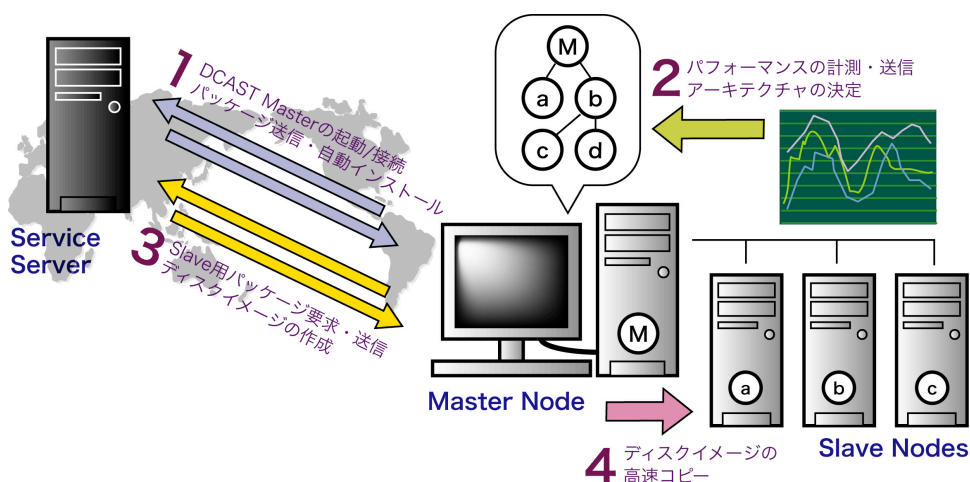 1 DCAST Masterの起動/接続
パッケージ送信・自動インストール
M
a
b
c
d
2 パフォーマンスの計測・送信
アーキテクチャの決定
Service
Server
3 Slave用パッケージ要求・送信
ディスクイメージの作成
M
Master Node
a
b
c
Slave Nodes
4 ディスクイメージの
高速コピー